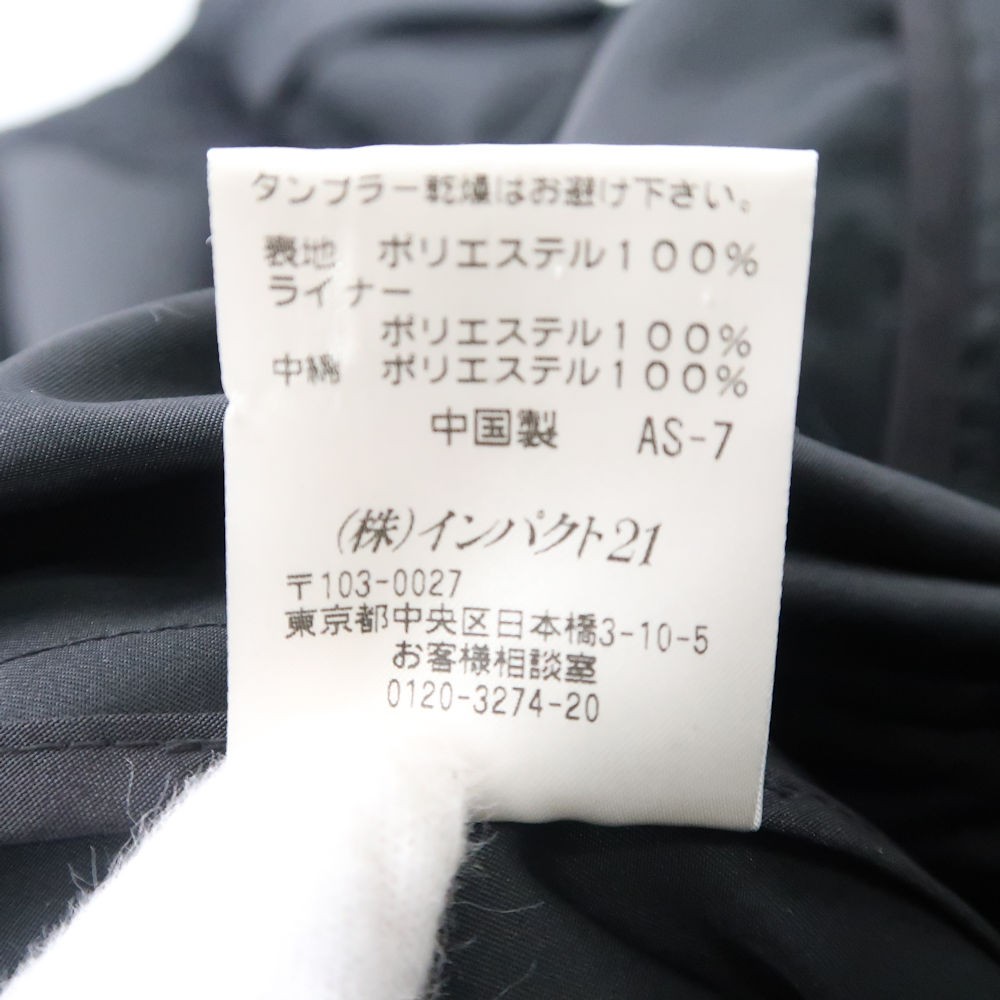 タンブラー乾燥はお避け下さい。
表地 ポリエステル100%
ライナー
ポリエステル100%
中綿 ポリエステル100%
中国製 AS-7
(株)インパクト21
〒103-0027
東京都中央区日本橋3-10-5
お客様相談室
0120-3274-20